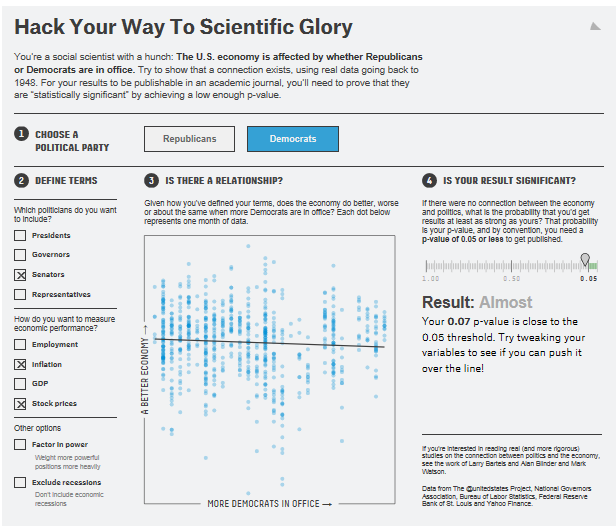 Hack Your Way To Scientific Glory
You're a social scientist with a hunch: The U.S. economy is affected by whether Republicans
or Democrats are in office. Try to show that a connection exists, using real data going back to
1948. For your results to be publishable in an academic journal, you'll need to prove that they
are "statistically significant" by achieving a low enough p-value.
1 CHOOSE A
POLITICAL PARTY
Republicans
Democrats
2 DEFINE TERMS
Which politicians do you want
to include?
Presidents
Governors
Senators
Representatives
How do you want to measure
economic performance?
Employment
Inflation
GDP
Stock prices
Other options
Factor in power
Weight more powerful
positions more heavily
Exclude recessions
Don't include economic
recessions
3 IS THERE A RELATIONSHIP?
Given how you've defined your terms, does the economy do better, worse
or about the same when more Democrats are in office? Each dot below
represents one month of data.
A BETTER ECONOMY →
MORE DEMOCRATS IN OFFICE →
4 IS YOUR RESULT SIGNIFICANT?
If there were no connection between the economy
and politics, what is the probability that you'd get
results at least as strong as yours? That probability
is your p-value, and by convention, you need a
p-value of 0.05 or less to get published.
1.00 0.50 0.05
Result: Almost
Your 0.07 p-value is close to the
0.05 threshold. Try tweaking your
variables to see if you can push it
over the line!
If you're interested in reading real (and more rigorous)
studies on the connection between politics and the economy,
see the work of Larry Bartels and Alan Blinder and Mark
Watson.
Data from The @unitedstates Project, National Governors
Association, Bureau of Labor Statistics, Federal Reserve
Bank of St. Louis and Yahoo Finance.